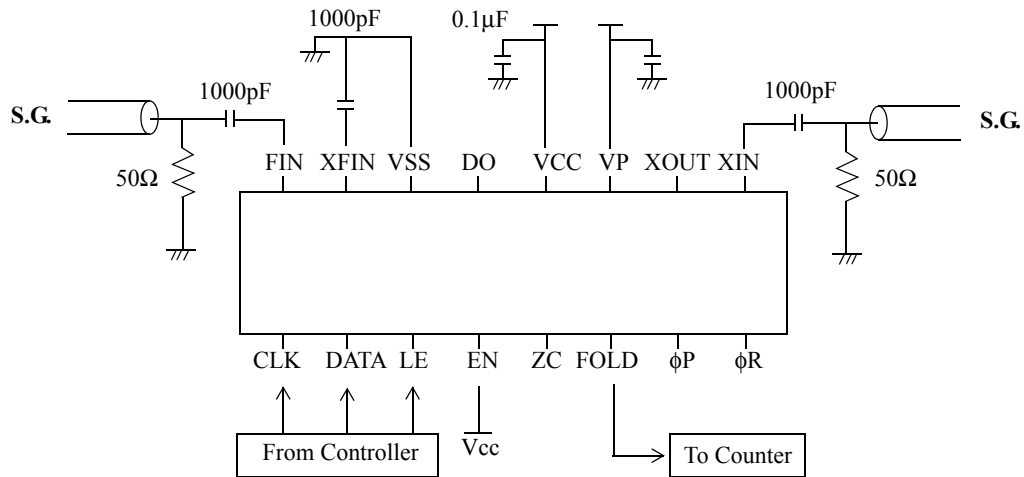 1000pF
0.1µF
1000pF
1000pF
S.G.
S.G.
50Ω
FIN XFIN VSS DO VCC VP XOUT XIN
50Ω
CLK DATA LE EN ZC FOLD ϕP ϕR
From Controller
Vcc
To Counter